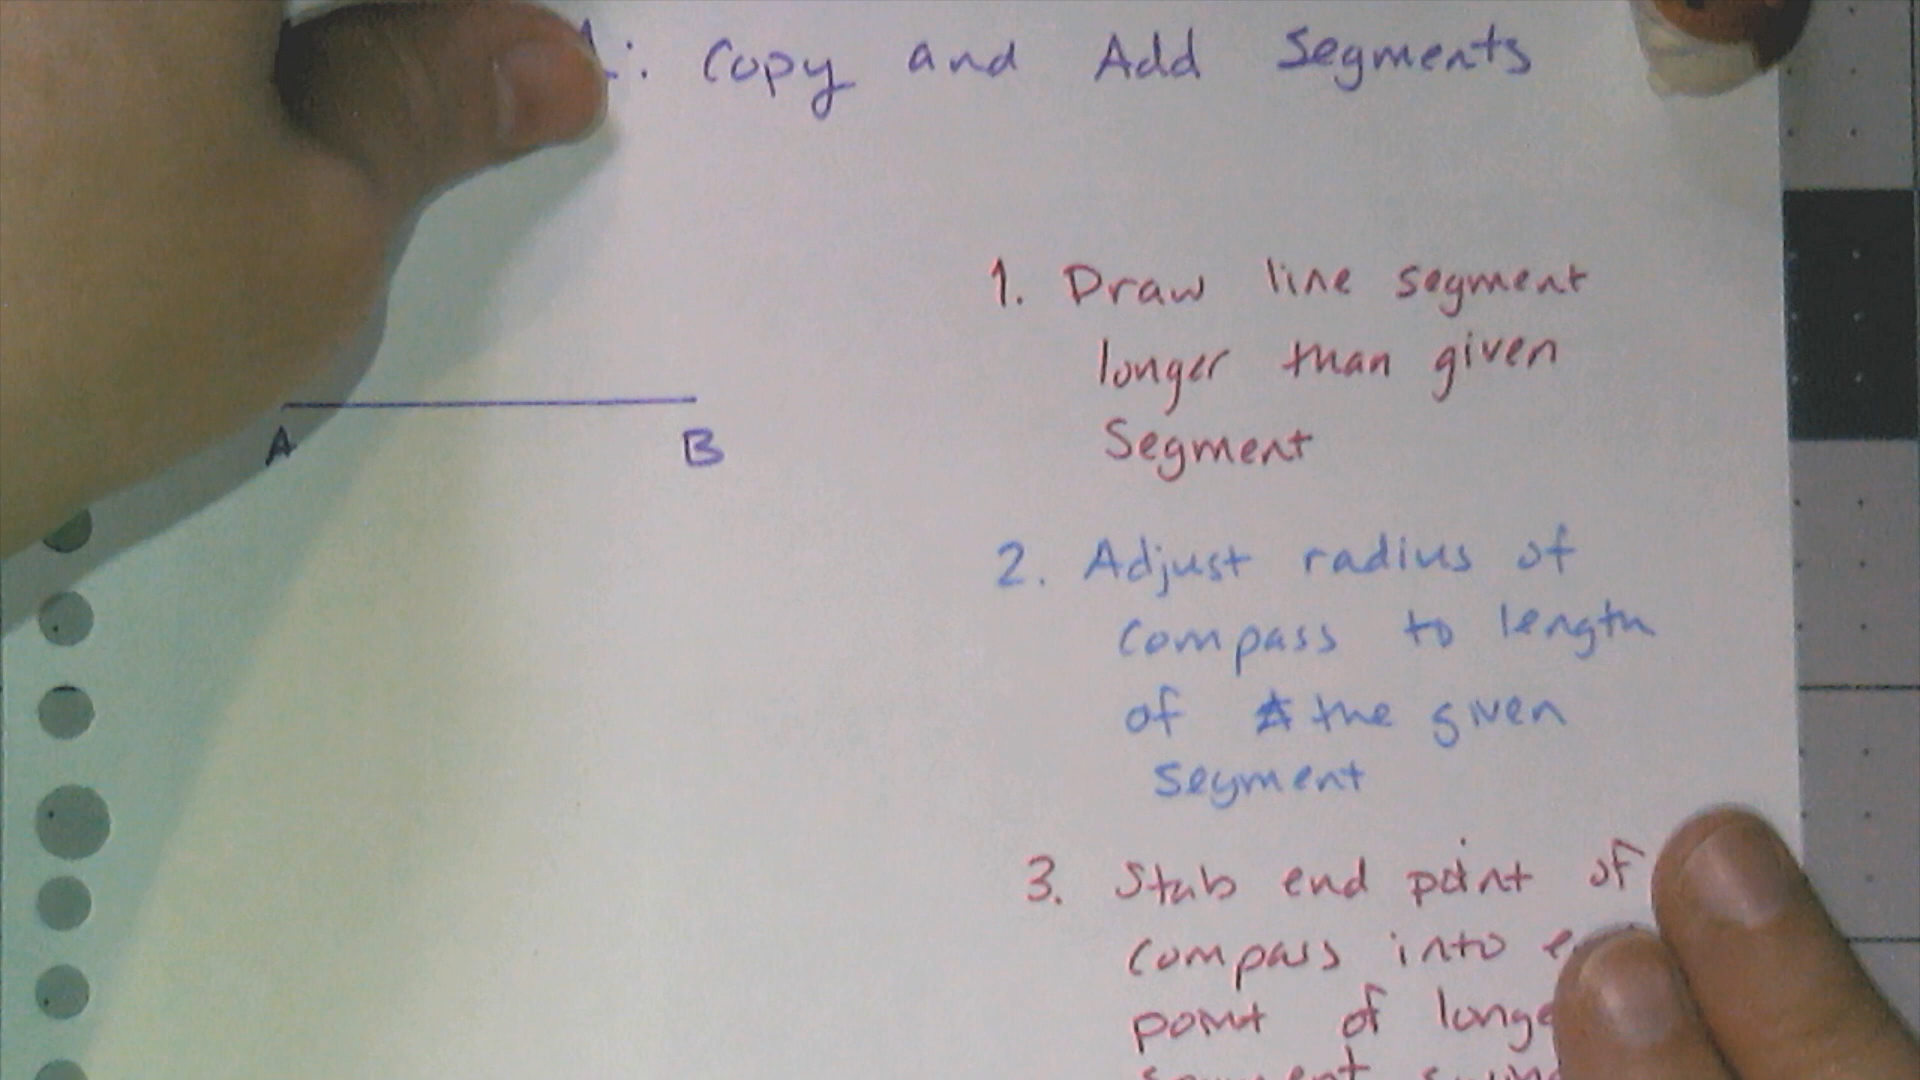 : Copy and Add Segments
A B
1. Draw line segment
longer than given
Segment
2. Adjust radius of
compass to length
of the given
segment
3. Stab end point of
compass into
point of
segment